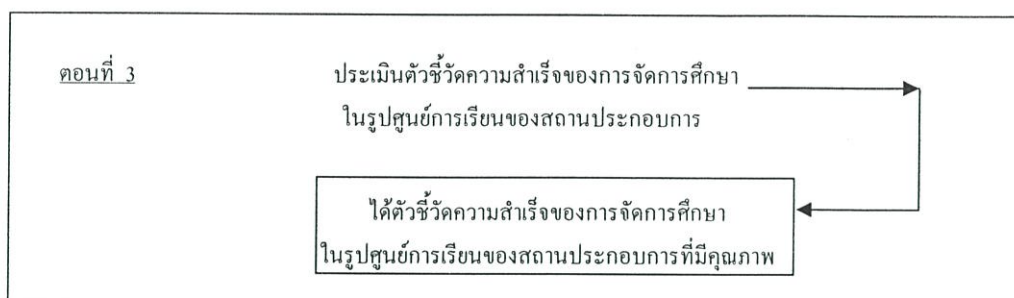 ตอนที่ 3
ประเมินตัวชี้วัดความสำเร็จของการจัดการศึกษา
ในรูปศูนย์การเรียนของสถานประกอบการ
ได้ตัวชี้วัดความสำเร็จของการจัดการศึกษา
ในรูปศูนย์การเรียนของสถานประกอบการที่มีคุณภาพ